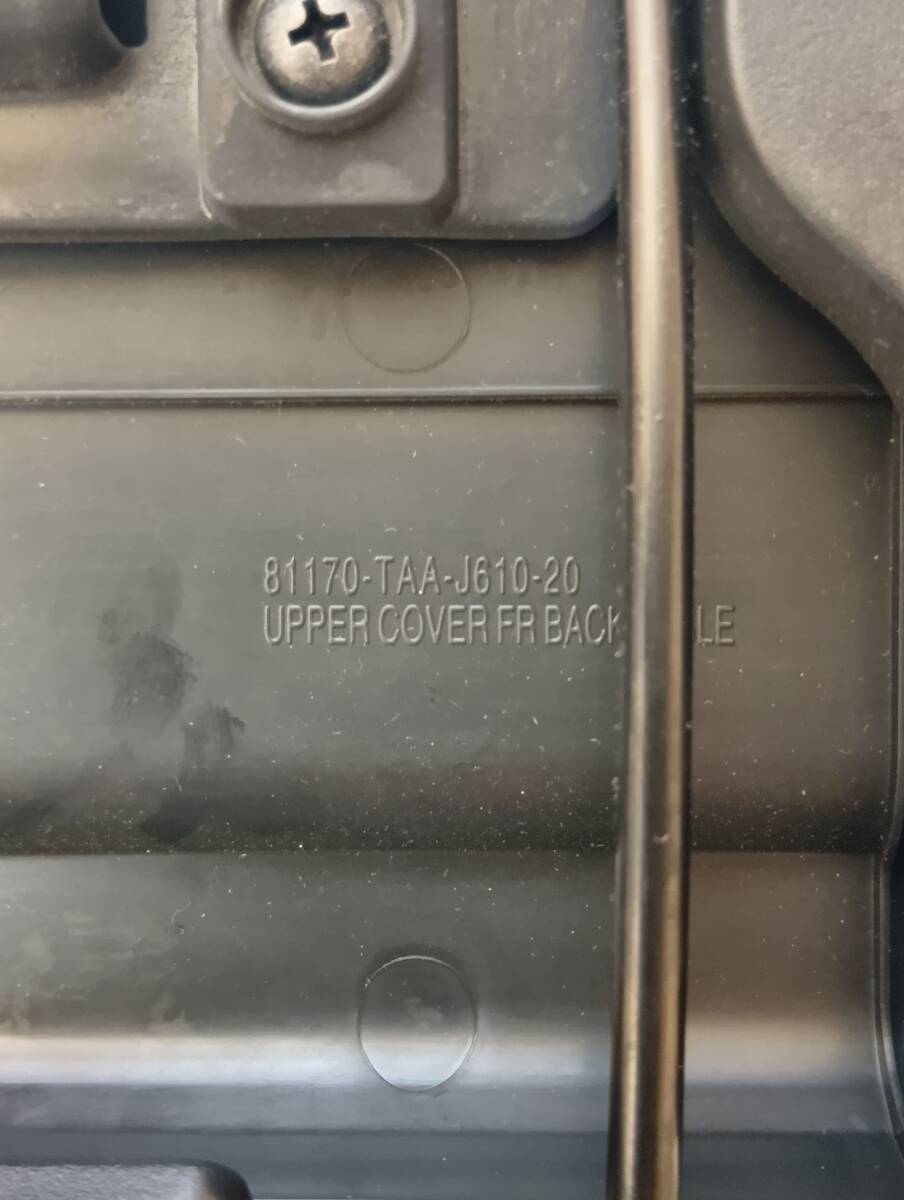 81170-TAA-J610-20
UPPER COVER FR BACK LE